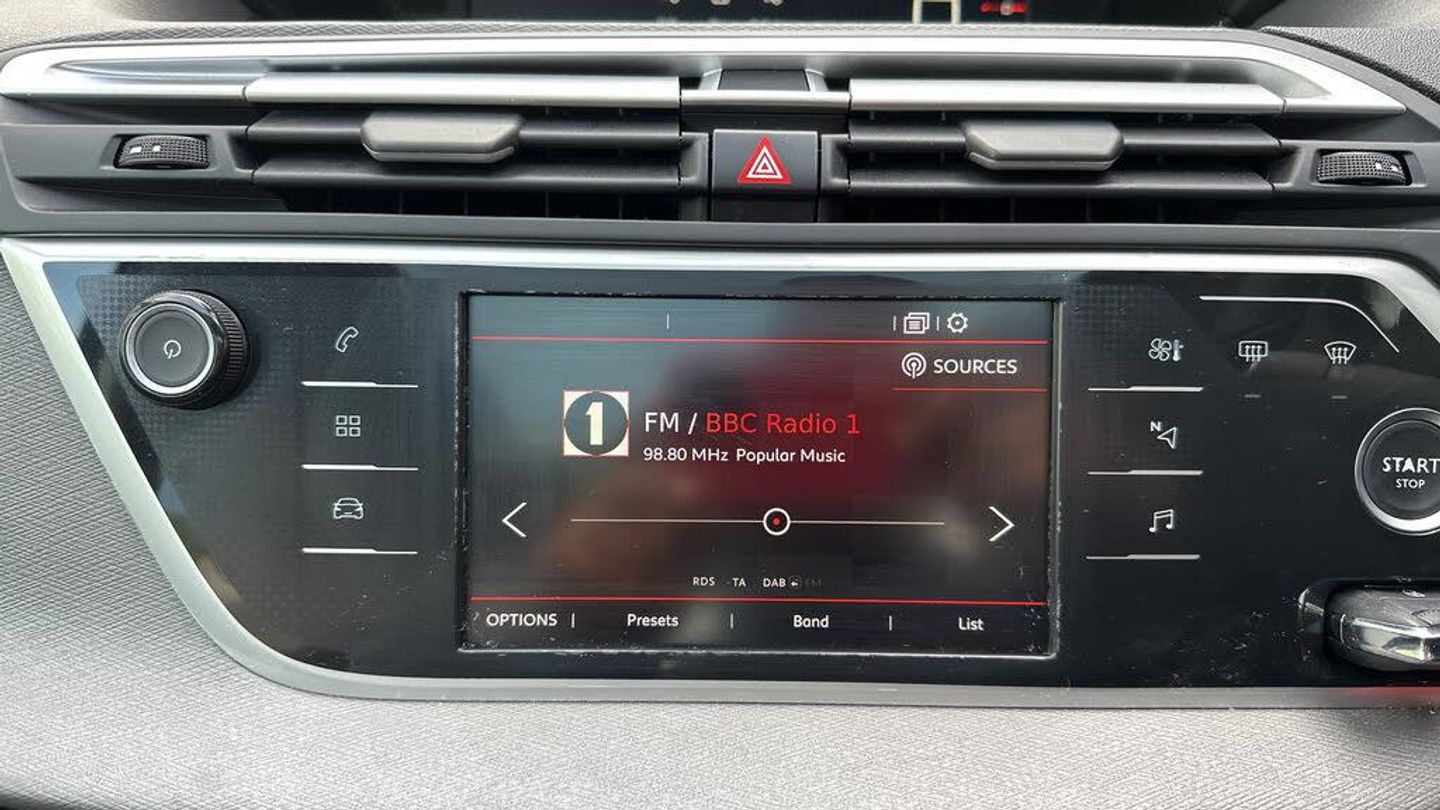 SOURCES
1
FM / BBC Radio 1
98.80 MHz Popular Music
N
START
STOP
RDS TA DAB FM
OPTIONS | Presets | Band | List